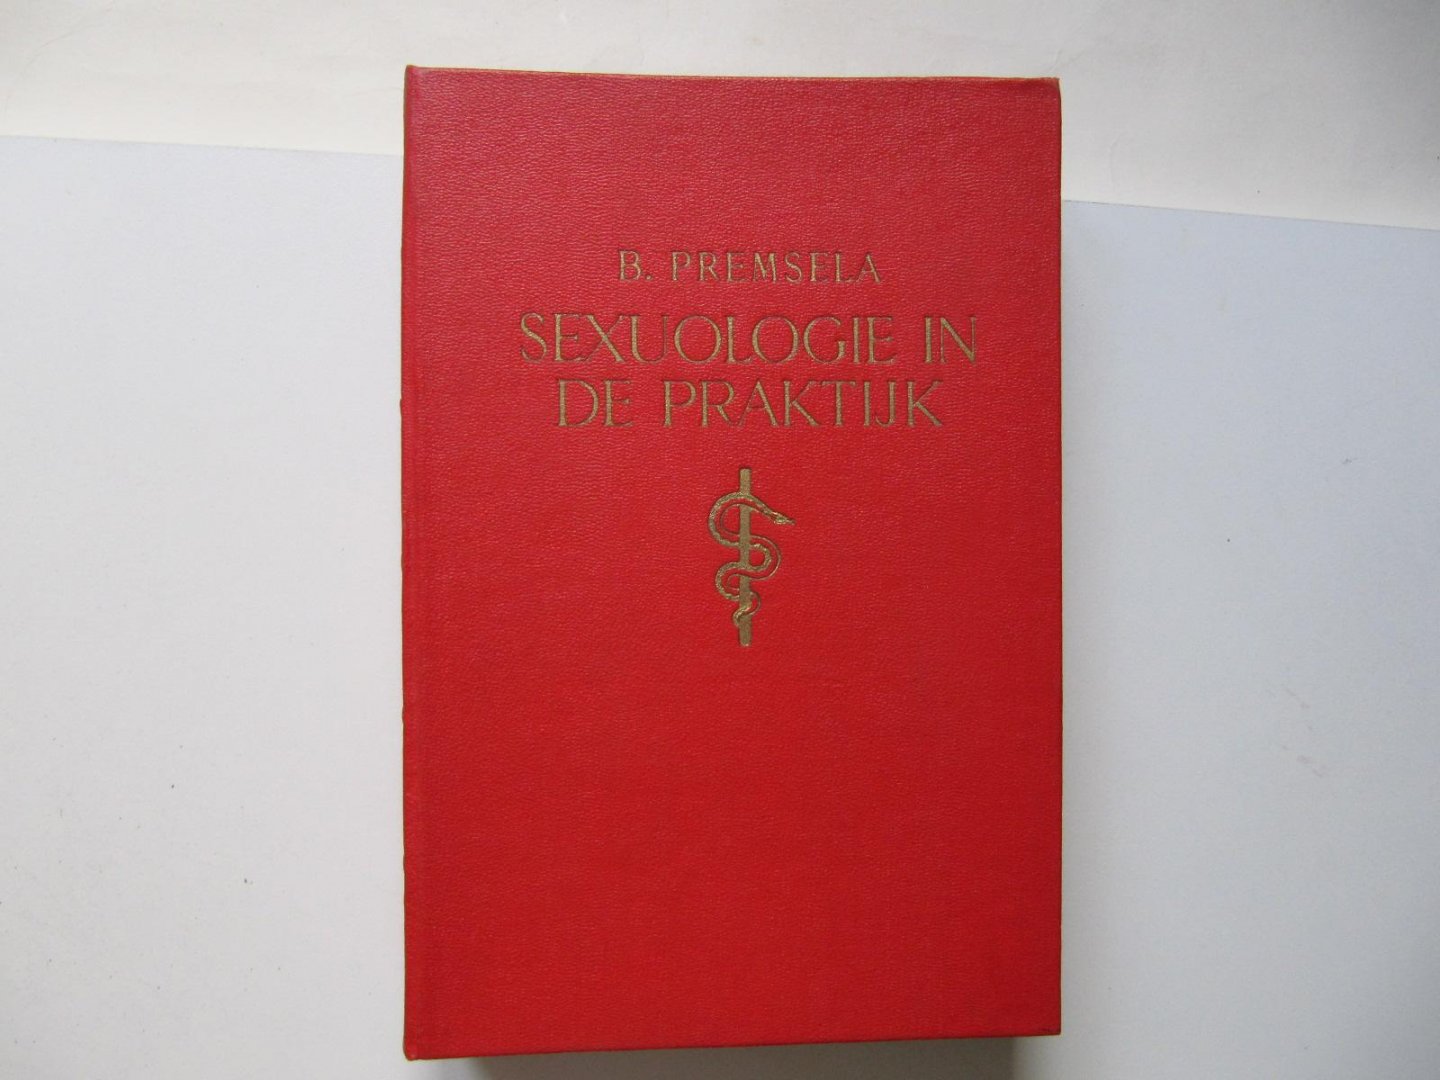 B. PREMSELA
SEXUOLOGIE IN
DE PRAKTIJK